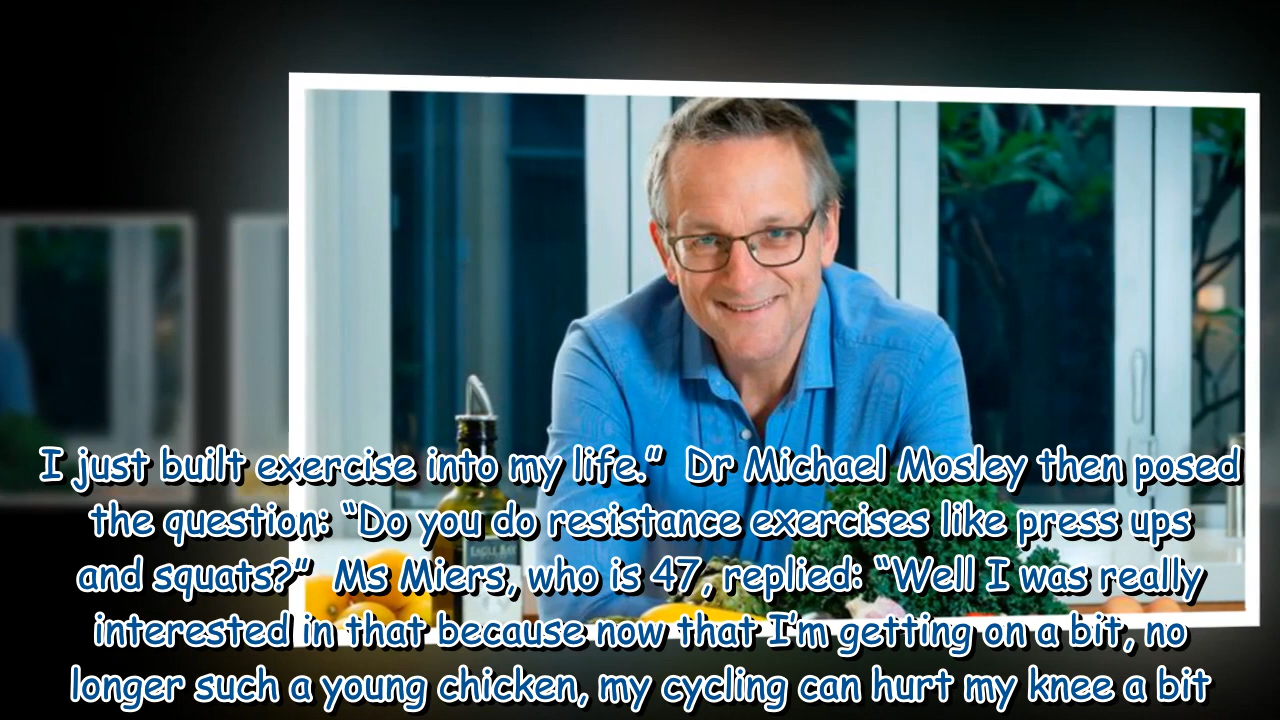 I just built exercise into my life.” Dr Michael Mosley then posed
the question: “Do you do resistance exercises like press ups
and squats?” Ms Miers, who is 47, replied: “Well I was really
interested in that because now that I’m getting on a bit, no
longer such a young chicken, my cycling can hurt my knee a bit
EAGLE BAY